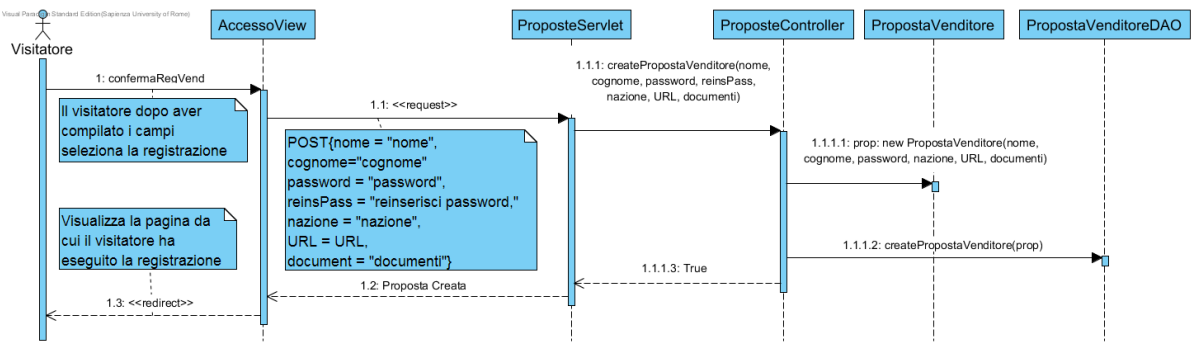 Visual Paradigm Standard Edition(Sapienza University of Rome)
Visitatore
AccessoView
ProposteServlet
ProposteController
PropostaVenditore
PropostaVenditoreDAO
1: confermaRegVend
Il visitatore dopo aver
compilato i campi
seleziona la registrazione
1.1: <<request>>
POST{nome = "nome",
cognome="cognome"
password = "password",
reinsPass = "reinserisci password,"
nazione = "nazione",
URL = URL,
document = "documenti"}
1.1.1: createPropostaVenditore(nome,
cognome, password, reinsPass,
nazione, URL, documenti)
1.1.1.1: prop: new PropostaVenditore(nome,
cognome, password, nazione, URL, documenti)
1.1.1.2: createPropostaVenditore(prop)
1.1.1.3: True
1.2: Proposta Creata
Visualizza la pagina da
cui il visitatore ha
eseguito la registrazione
1.3: <<redirect>>